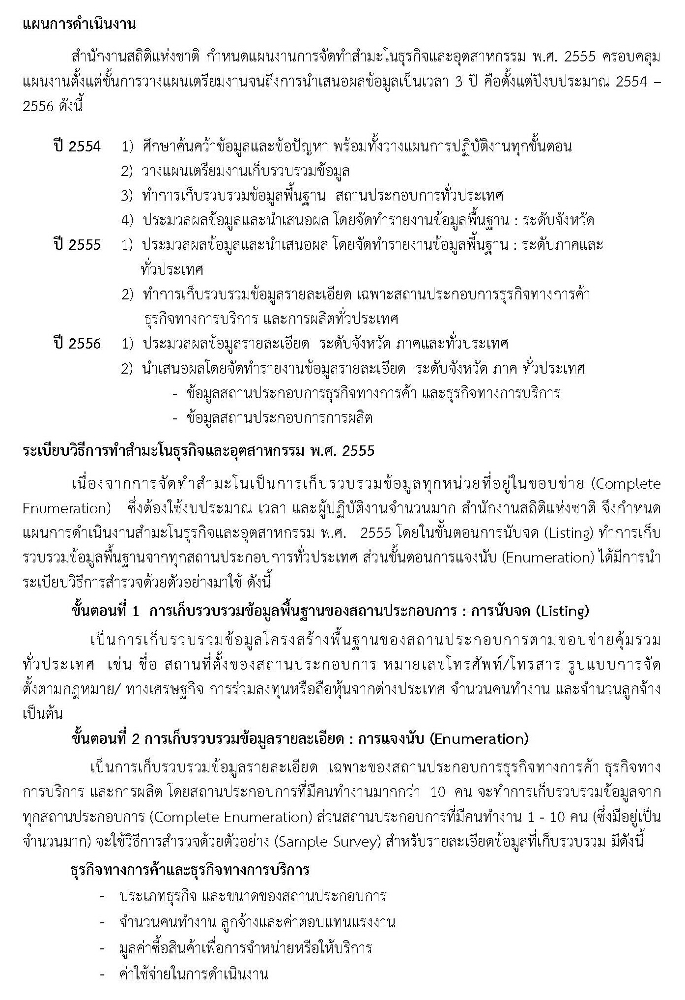 แผนการดำเนินงาน
สำนักงานสถิติแห่งชาติ กำหนดแผนงานการจัดทำสำมะโนธุรกิจและอุตสาหกรรม พ.ศ. 2555 ครอบคลุม
แผนงานตั้งแต่ขั้นการวางแผนเตรียมงานจนถึงการนำเสนอผลข้อมูลเป็นเวลา 3 ปี คือตั้งแต่ปีงบประมาณ 2554 –
2556 ดังนี้
ปี 2554 1) ศึกษาค้นคว้าข้อมูลและข้อปัญหา พร้อมทั้งวางแผนการปฏิบัติงานทุกขั้นตอน
2) วางแผนเตรียมงานเก็บรวบรวมข้อมูล
3) ทำการเก็บรวบรวมข้อมูลพื้นฐาน สถานประกอบการทั่วประเทศ
4) ประมวลผลข้อมูลและนำเสนอผล โดยจัดทำรายงานข้อมูลพื้นฐาน : ระดับจังหวัด
ปี 2555 1) ประมวลผลข้อมูลและนำเสนอผล โดยจัดทำรายงานข้อมูลพื้นฐาน : ระดับภาคและ
ทั่วประเทศ
2) ทำการเก็บรวบรวมข้อมูลรายละเอียด เฉพาะสถานประกอบการธุรกิจทางการค้า
ธุรกิจทางการบริการ และการผลิตทั่วประเทศ
ปี 2556 1) ประมวลผลข้อมูลรายละเอียด ระดับจังหวัด ภาคและทั่วประเทศ
2) นำเสนอผลโดยจัดทำรายงานข้อมูลรายละเอียด ระดับจังหวัด ภาค ทั่วประเทศ
- ข้อมูลสถานประกอบการธุรกิจทางการค้า และธุรกิจทางการบริการ
- ข้อมูลสถานประกอบการการผลิต
ระเบียบวิธีการทำสำมะโนธุรกิจและอุตสาหกรรม พ.ศ. 2555
เนื่องจากการจัดทำสำมะโนเป็นการเก็บรวบรวมข้อมูลทุกหน่วยที่อยู่ในขอบข่าย (Complete
Enumeration) ซึ่งต้องใช้งบประมาณ เวลา และผู้ปฏิบัติงานจำนวนมาก สำนักงานสถิติแห่งชาติ จึงกำหนด
แผนการดำเนินงานสำมะโนธุรกิจและอุตสาหกรรม พ.ศ. 2555 โดยในขั้นตอนการนับจด (Listing) ทำการเก็บ
รวบรวมข้อมูลพื้นฐานจากทุกสถานประกอบการทั่วประเทศ ส่วนขั้นตอนการแจงนับ (Enumeration) ได้มีการนำ
ระเบียบวิธีการสำรวจด้วยตัวอย่างมาใช้ ดังนี้
ขั้นตอนที่ 1 การเก็บรวบรวมข้อมูลพื้นฐานของสถานประกอบการ : การนับจด (Listing)
เป็นการเก็บรวบรวมข้อมูลโครงสร้างพื้นฐานของสถานประกอบการตามขอบข่ายคุ้มรวม
ทั่วประเทศ เช่น ชื่อ สถานที่ตั้งของสถานประกอบการ หมายเลขโทรศัพท์/โทรสาร รูปแบบการจัด
ตั้งตามกฎหมาย/ ทางเศรษฐกิจ การร่วมลงทุนหรือถือหุ้นจากต่างประเทศ จำนวนคนทำงาน และจำนวนลูกจ้าง
เป็นต้น
ขั้นตอนที่ 2 การเก็บรวบรวมข้อมูลรายละเอียด : การแจงนับ (Enumeration)
เป็นการเก็บรวบรวมข้อมูลรายละเอียด เฉพาะของสถานประกอบการธุรกิจทางการค้า ธุรกิจทาง
การบริการ และการผลิต โดยสถานประกอบการที่มีคนทำงานมากกว่า 10 คน จะทำการเก็บรวบรวมข้อมูลจาก
ทุกสถานประกอบการ (Complete Enumeration) ส่วนสถานประกอบการที่มีคนทำงาน 1 - 10 คน (ซึ่งมีอยู่เป็น
จำนวนมาก) จะใช้วิธีการสำรวจด้วยตัวอย่าง (Sample Survey) สำหรับรายละเอียดข้อมูลที่เก็บรวบรวม มีดังนี้
ธุรกิจทางการค้าและธุรกิจทางการบริการ
- ประเภทธุรกิจ และขนาดของสถานประกอบการ
- จำนวนคนทำงาน ลูกจ้างและค่าตอบแทนแรงงาน
- มูลค่าซื้อสินค้าเพื่อการจำหน่ายหรือให้บริการ
- ค่าใช้จ่ายในการดำเนินงาน